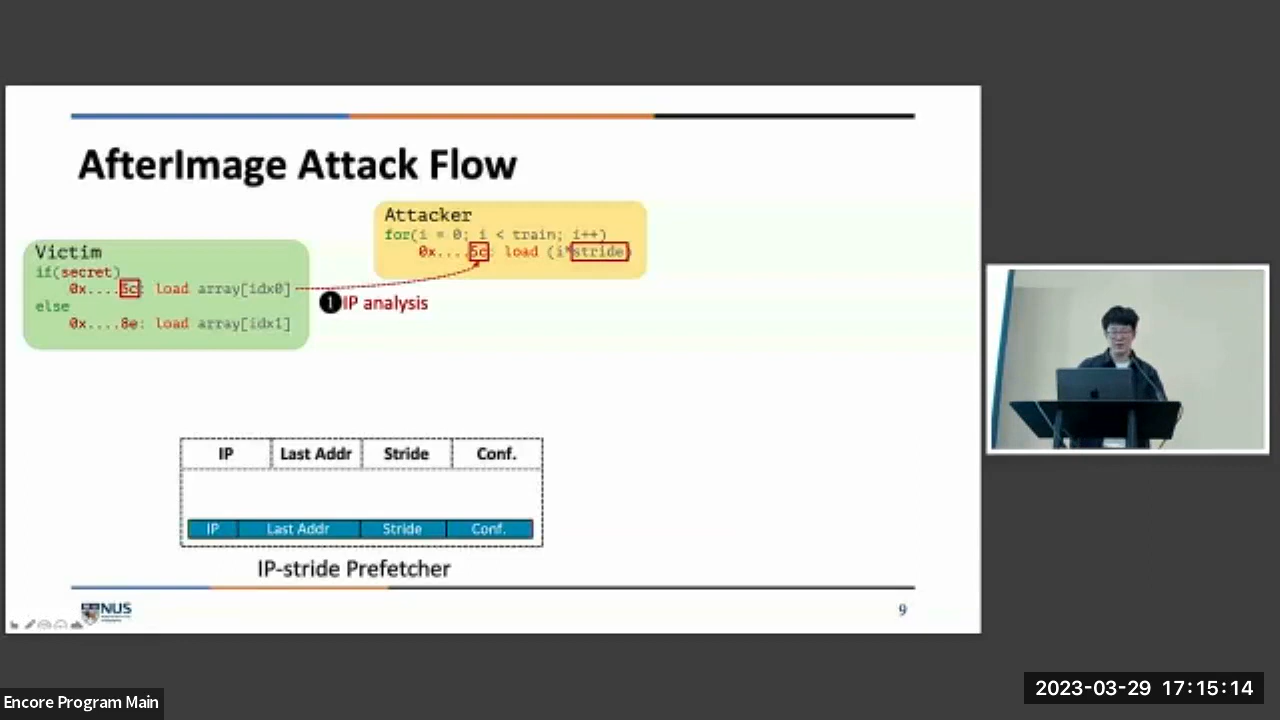 AfterImage Attack Flow
Attacker
for(i = 0; i < train; i++)
0x....5c: load (i*stride)
Victim
if(secret)
0x....5c: load array[idx0]
else
0x....8e: load array[idx1]
1 IP analysis
IP Last Addr Stride Conf.
IP Last Addr Stride Conf.
IP-stride Prefetcher
NUS
9
Encore Program Main
2023-03-29 17:15:14